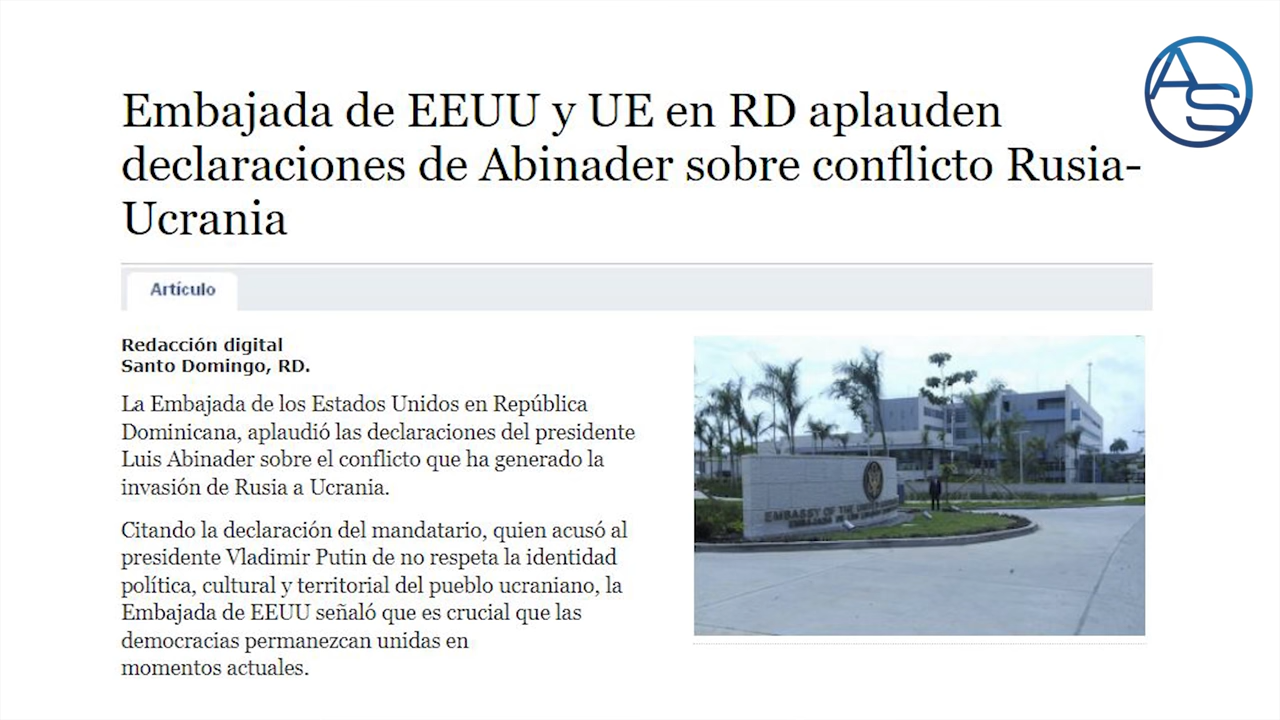 AS
Embajada de EEUU y UE en RD aplauden
declaraciones de Abinader sobre conflicto Rusia-
Ucrania
Artículo
Redacción digital
Santo Domingo, RD.
La Embajada de los Estados Unidos en República
Dominicana, aplaudió las declaraciones del presidente
Luis Abinader sobre el conflicto que ha generado la
invasión de Rusia a Ucrania.
Citando la declaración del mandatario, quien acusó al
presidente Vladimir Putin de no respeta la identidad
política, cultural y territorial del pueblo ucraniano, la
Embajada de EEUU señaló que es crucial que las
democracias permanezcan unidas en
momentos actuales.
EMBASSY OF THE